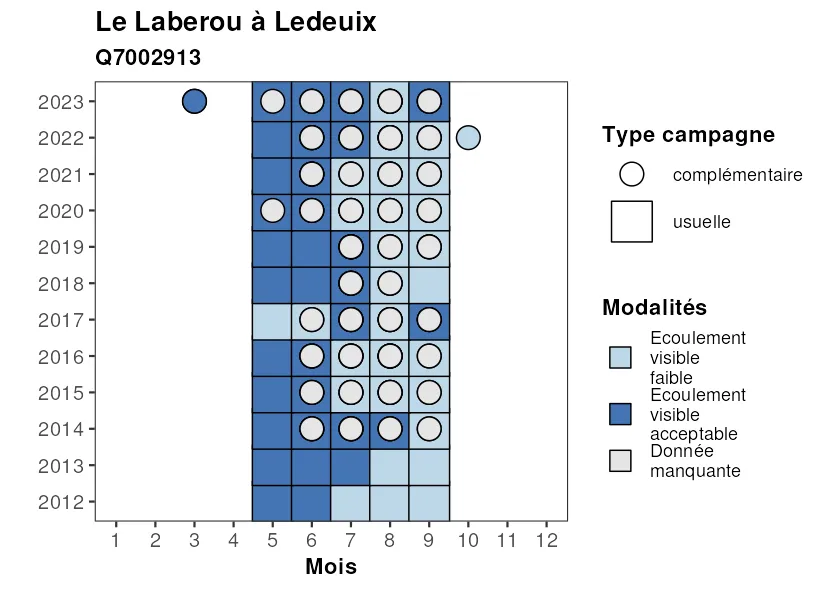 Le Laberou à Ledeuix
Q7002913
2023
2022
2021
2020
2019
2018
2017
2016
2015
2014
2013
2012
1 2 3 4 5 6 7 8 9 10 11 12
Mois
Type campagne
complémentaire
usuelle
Modalités
Ecoulement
visible
faible
Ecoulement
visible
acceptable
Donnée
manquante